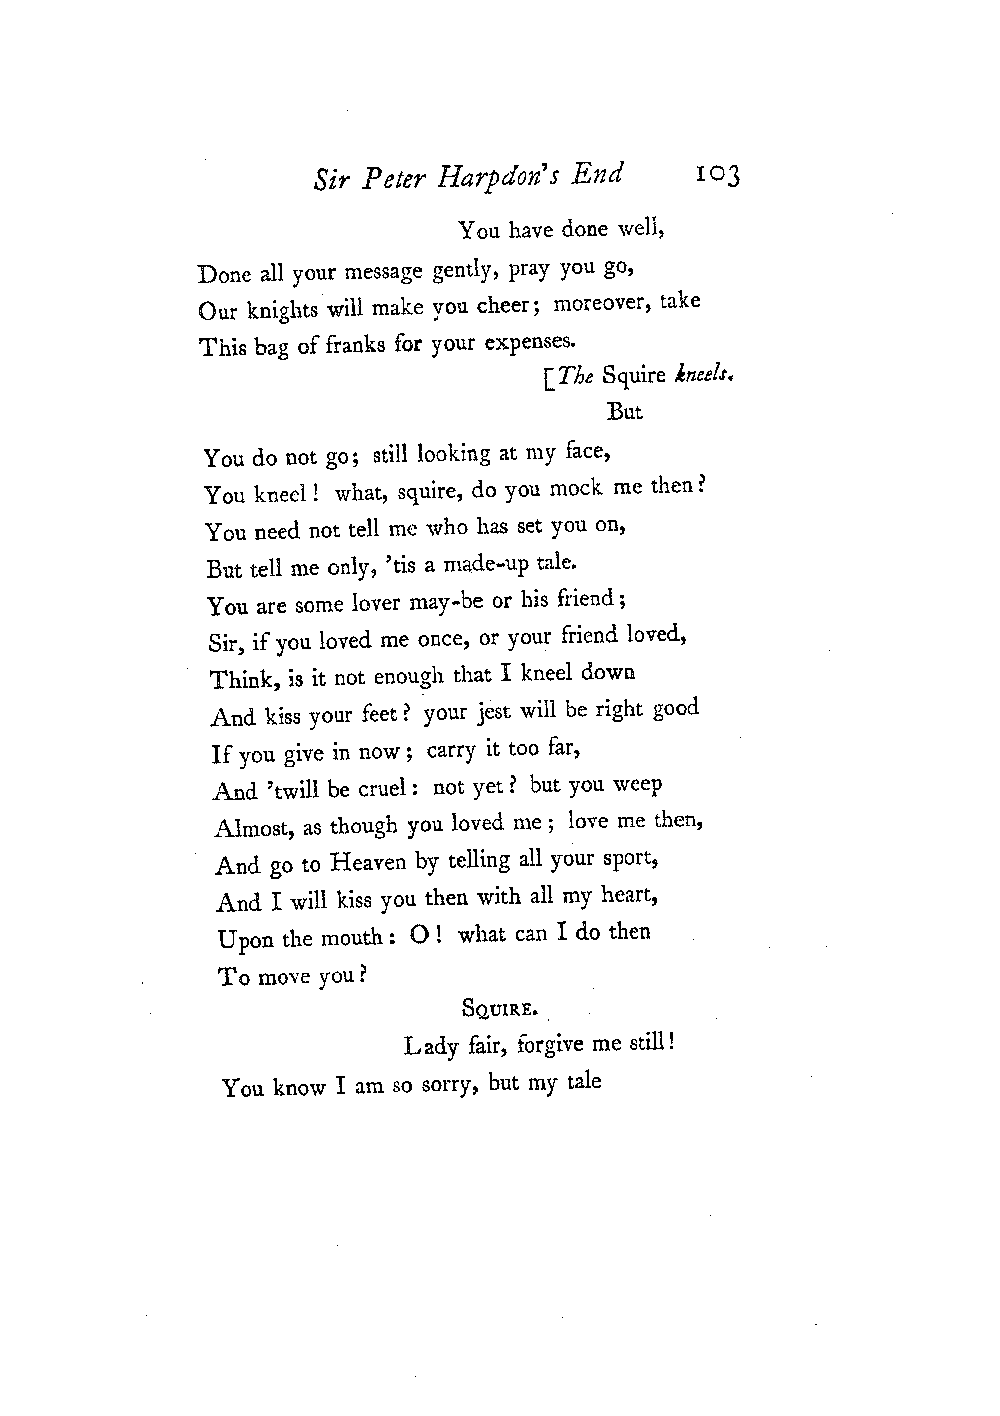 Sir Peter Harpdon's End 103
You have done well,
Done all your message gently, pray you go,
Our knights will make you cheer; moreover, take
This bag of franks for your expenses.
[The Squire kneels.
But
You do not go; still looking at my face,
You kneel! what, squire, do you mock me then?
You need not tell me who has set you on,
But tell me only, 'tis a made-up tale.
You are some lover may-be or his friend;
Sir, if you loved me once, or your friend loved,
Think, is it not enough that I kneel down
And kiss your feet? your jest will be right good
If you give in now; carry it too far,
And 'twill be cruel: not yet? but you weep
Almost, as though you loved me; love me then,
And go to Heaven by telling all your sport,
And I will kiss you then with all my heart,
Upon the mouth: O! what can I do then
To move you?
SQUIRE.
Lady fair, forgive me still!
You know I am so sorry, but my tale